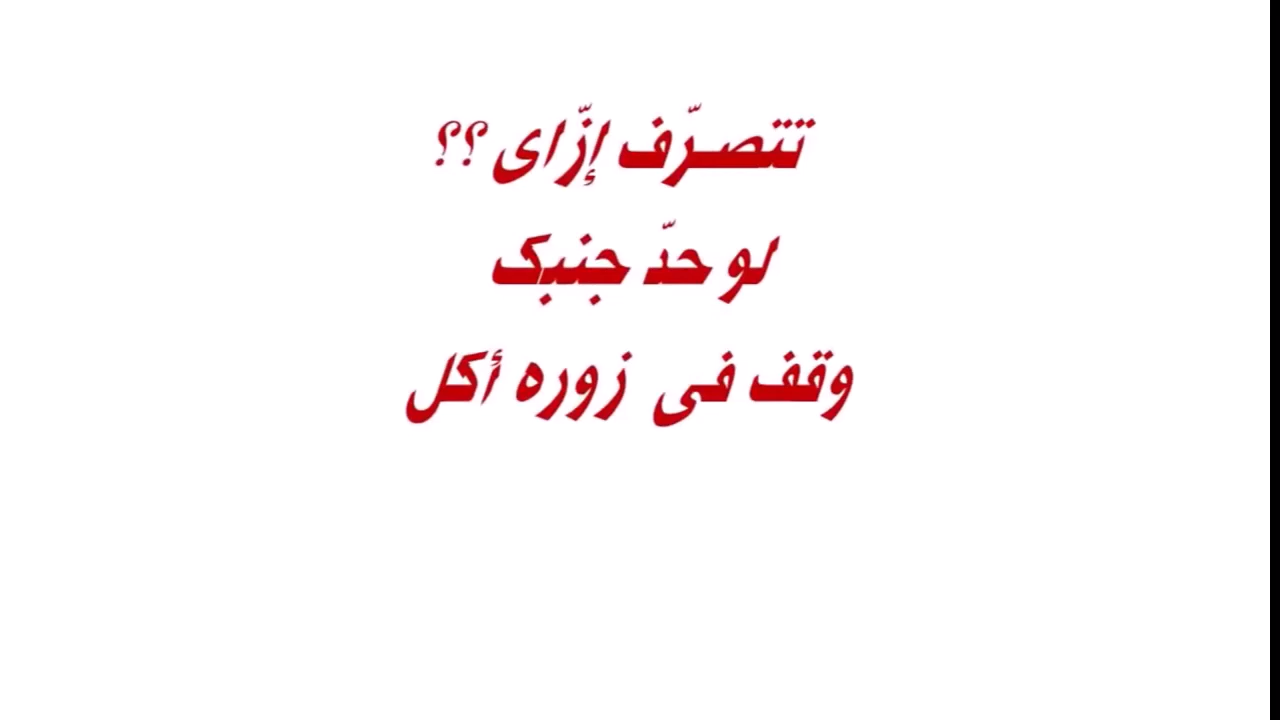 تتصرّف إزّاى ؟؟
لو حدّ جنبك
وقف فى زوره أكل